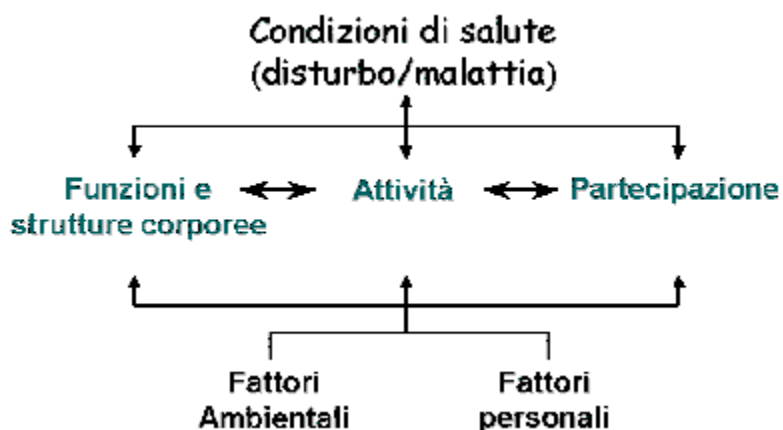 Condizioni di salute
(disturbo/malattia)
Funzioni e
strutture corporee
Attività
Partecipazione
Fattori
Ambientali
Fattori
personali